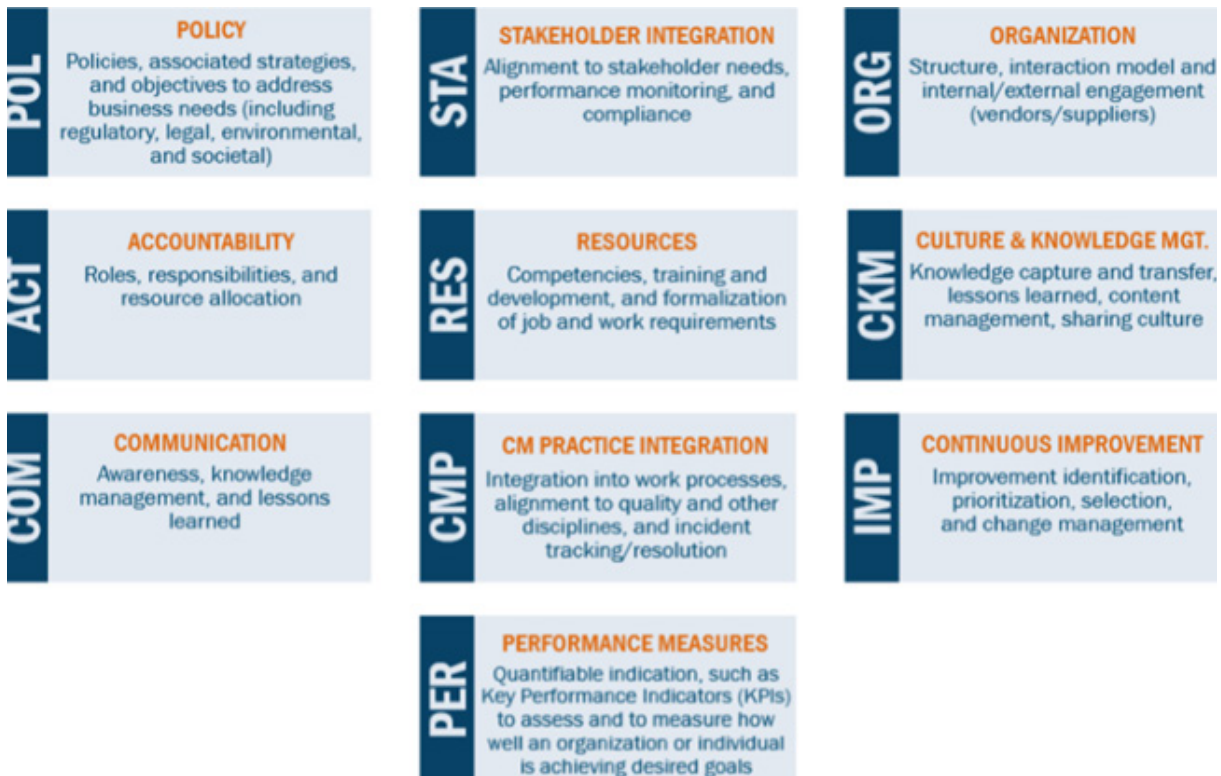 POL
POLICY
Policies, associated strategies,
and objectives to address
business needs (including
regulatory, legal, environmental,
and societal)
STA
STAKEHOLDER INTEGRATION
Alignment to stakeholder needs,
performance monitoring, and
compliance
ORG
ORGANIZATION
Structure, interaction model and
internal/external engagement
(vendors/suppliers)
ACT
ACCOUNTABILITY
Roles, responsibilities, and
resource allocation
RES
RESOURCES
Competencies, training and
development, and formalization
of job and work requirements
CKM
CULTURE & KNOWLEDGE MGT.
Knowledge capture and transfer,
lessons learned, content
management, sharing culture
COM
COMMUNICATION
Awareness, knowledge
management, and lessons
learned
CMP
CM PRACTICE INTEGRATION
Integration into work processes,
alignment to quality and other
disciplines, and incident
tracking/resolution
IMP
CONTINUOUS IMPROVEMENT
Improvement identification,
prioritization, selection,
and change management
PER
PERFORMANCE MEASURES
Quantifiable indication, such as
Key Performance Indicators (KPIs)
to assess and to measure how
well an organization or individual
is achieving desired goals